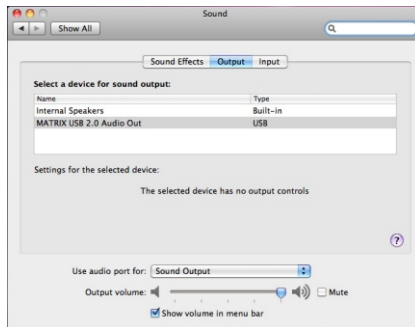 Sound
Show All
Sound Effects Output Input
Select a device for sound output:
Name Type
Internal Speakers Built-in
MATRIX USB 2.0 Audio Out USB
Settings for the selected device:
The selected device has no output controls
?
Use audio port for: Sound Output
Output volume: Mute
Show volume in menu bar